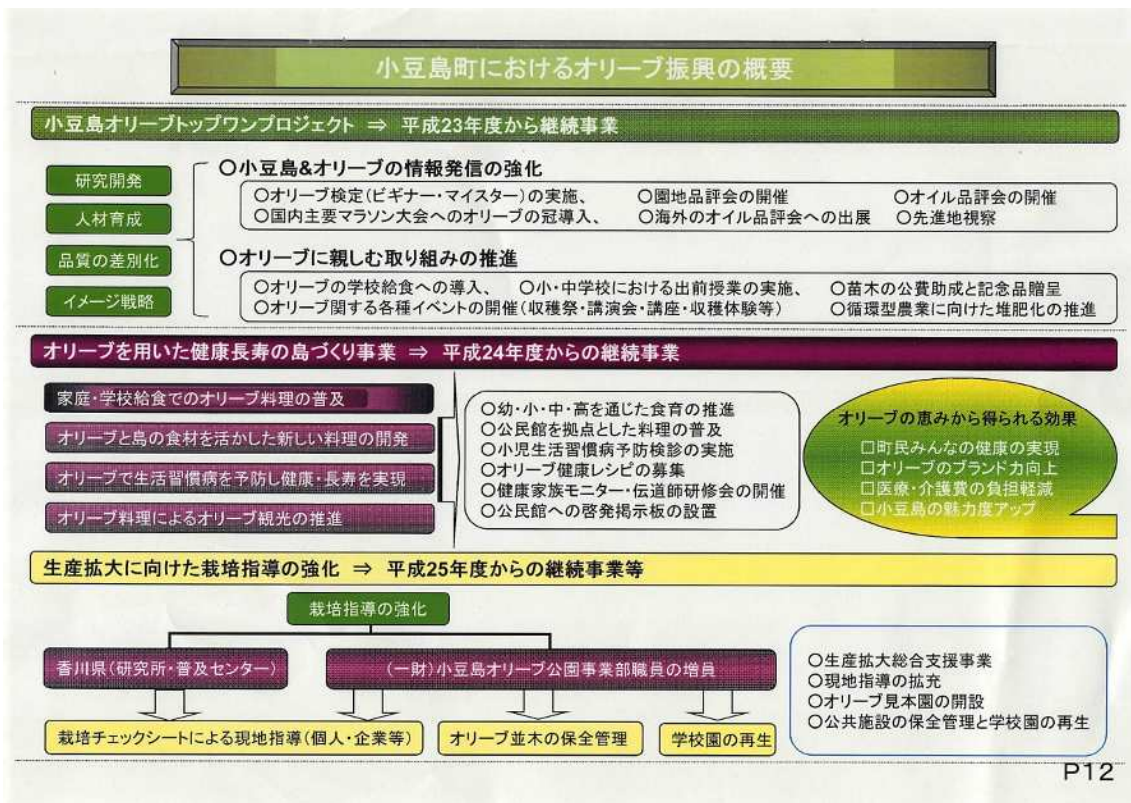 小豆島町におけるオリーブ振興の概要
小豆島オリーブトップワンプロジェクト ⇒ 平成23年度から継続事業
研究開発
人材育成
品質の差別化
イメージ戦略
〇小豆島&オリーブの情報発信の強化
〇オリーブ検定(ビギナー・マイスター)の実施、 〇園地品評会の開催 〇オイル品評会の開催
〇国内主要マラソン大会へのオリーブの冠導入、 〇海外のオイル品評会への出展 〇先進地視察
〇オリーブに親しむ取り組みの推進
〇オリーブの学校給食への導入、 〇小・中学校における出前授業の実施、 〇苗木の公費助成と記念品贈呈
〇オリーブ関する各種イベントの開催(収穫祭・講演会・講座・収穫体験等) 〇循環型農業に向けた堆肥化の推進
オリーブを用いた健康長寿の島づくり事業 ⇒ 平成24年度からの継続事業
家庭・学校給食でのオリーブ料理の普及
オリーブと島の食材を活かした新しい料理の開発
オリーブで生活習慣病を予防し健康・長寿を実現
オリーブ料理によるオリーブ観光の推進
〇幼・小・中・高を通じた食育の推進
〇公民館を拠点とした料理の普及
〇小児生活習慣病予防検診の実施
〇オリーブ健康レシピの募集
〇健康家族モニター・伝道師研修会の開催
〇公民館への啓発掲示板の設置
オリーブの恵みから得られる効果
□町民みんなの健康の実現
□オリーブのブランド力向上
□医療・介護費の負担軽減
□小豆島の魅力度アップ
生産拡大に向けた栽培指導の強化 ⇒ 平成25年度からの継続事業等
栽培指導の強化
香川県(研究所・普及センター)
(一財)小豆島オリーブ公園事業部職員の増員
栽培チェックシートによる現地指導(個人・企業等)
オリーブ並木の保全管理
学校園の再生
〇生産拡大総合支援事業
〇現地指導の拡充
〇オリーブ見本園の開設
〇公共施設の保全管理と学校園の再生
P12